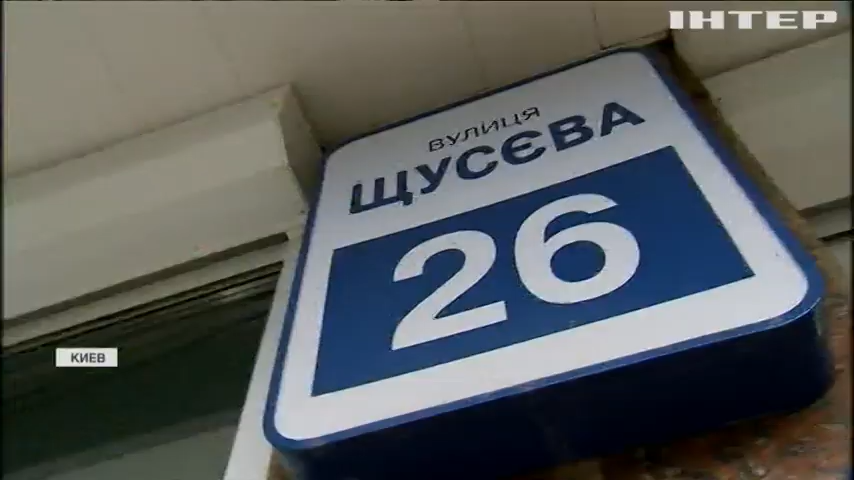 ІНТЕР
ВУЛИЦЯ
ЩУСЄВА
26
КИЕВ